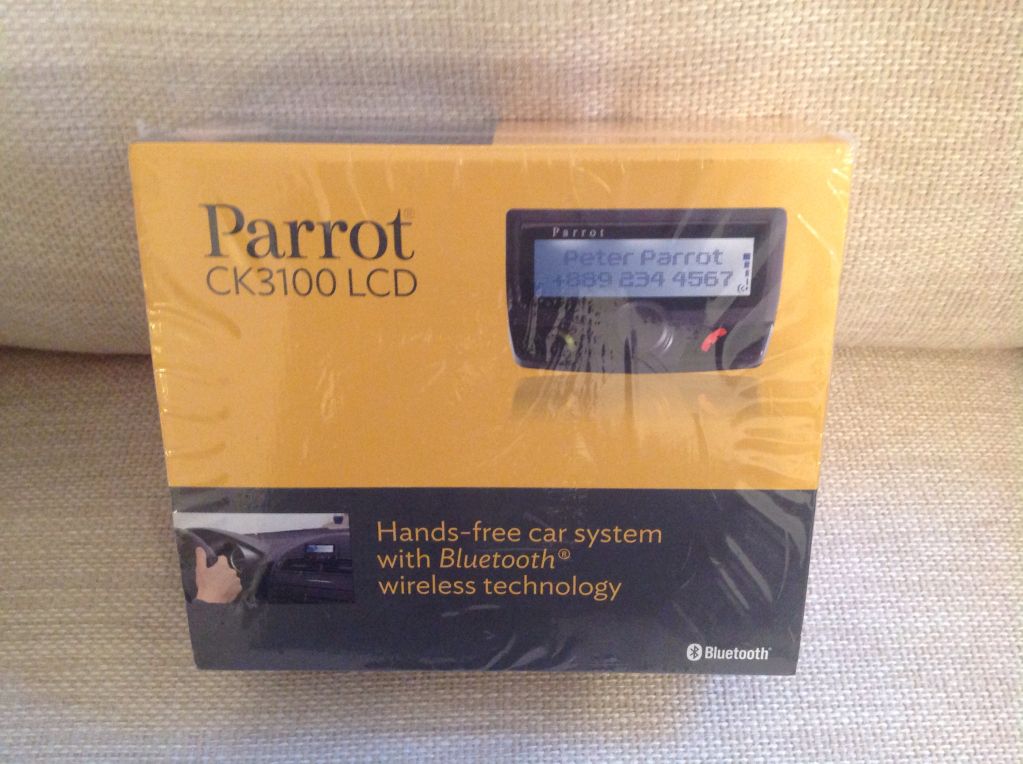 Parrot
CK3100 LCD
Parrot
Peter Parrot
+889 234 4567
Hands-free car system
with Bluetooth®
wireless technology
Bluetooth®